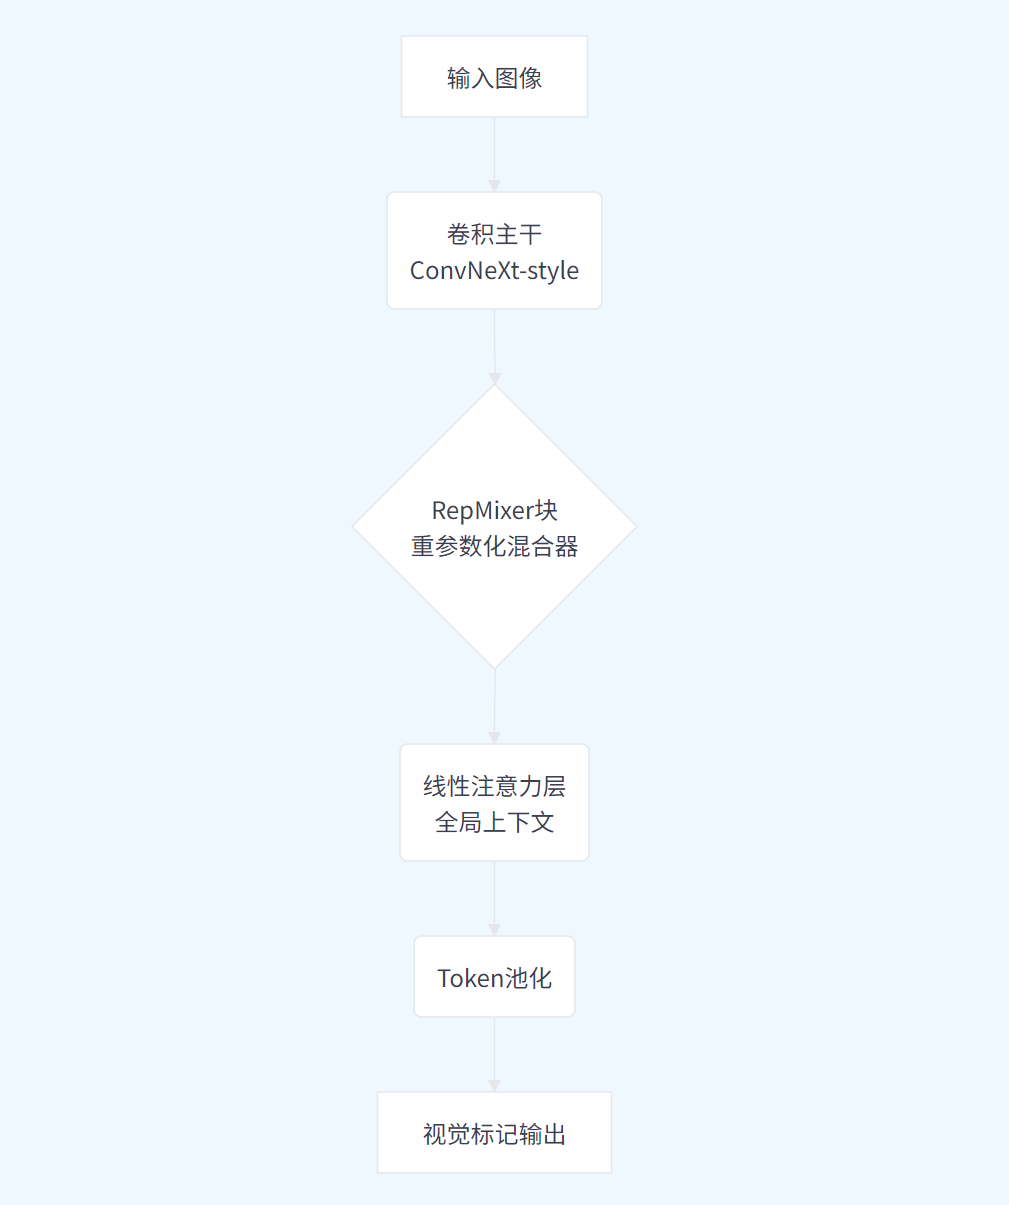 输入图像
卷积主干
ConvNeXt-style
RepMixer块
重参数化混合器
线性注意力层
全局上下文
Token池化
视觉标记输出